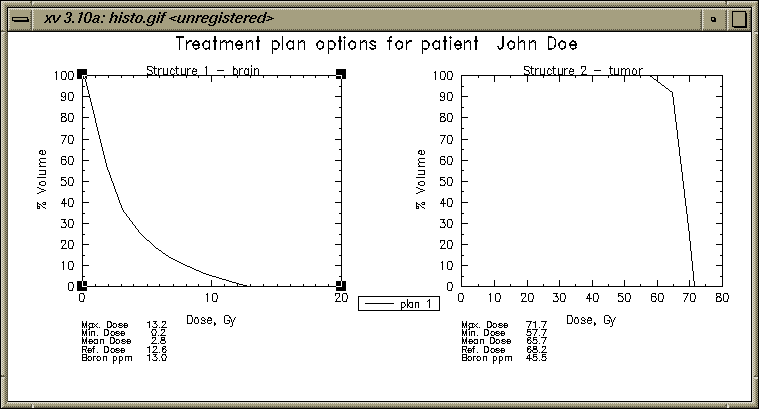 xv 3.10a: histo.gif <unregistered>
Treatment plan options for patient John Doe
Structure 1 - brain
100
90
80
70
60
50
40
30
20
10
0
% Volume
0 10 20
Dose, Gy
Max. Dose 13.2
Min. Dose 0.2
Mean Dose 2.8
Ref. Dose 12.6
Boron ppm 13.0
plan 1
Structure 2 - tumor
100
90
80
70
60
50
40
30
20
10
0
% Volume
0 10 20 30 40 50 60 70 80
Dose, Gy
Max. Dose 71.7
Min. Dose 57.7
Mean Dose 65.7
Ref. Dose 68.2
Boron ppm 45.5